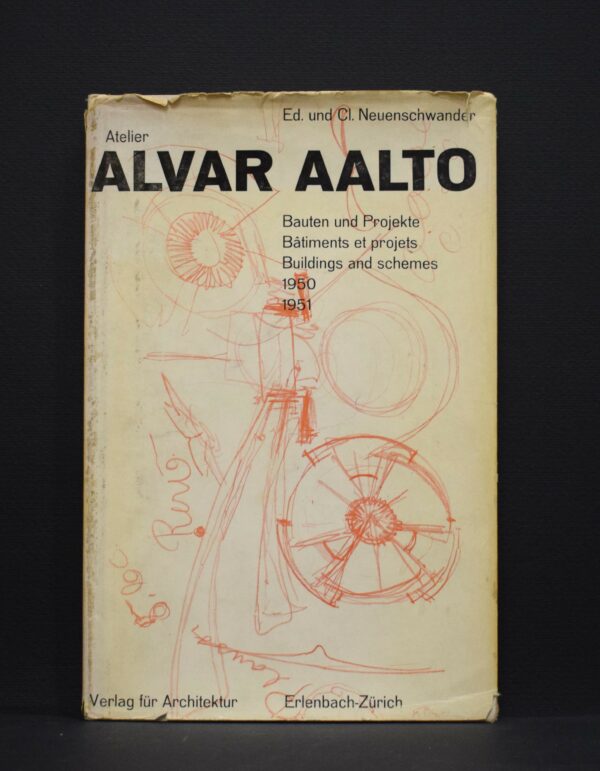 Ed. und Cl. Neuenschwander
Atelier
ALVAR AALTO
Bauten und Projekte
Bâtiments et projets
Buildings and schemes
1950
1951
Verlag für Architektur
Erlenbach-Zürich